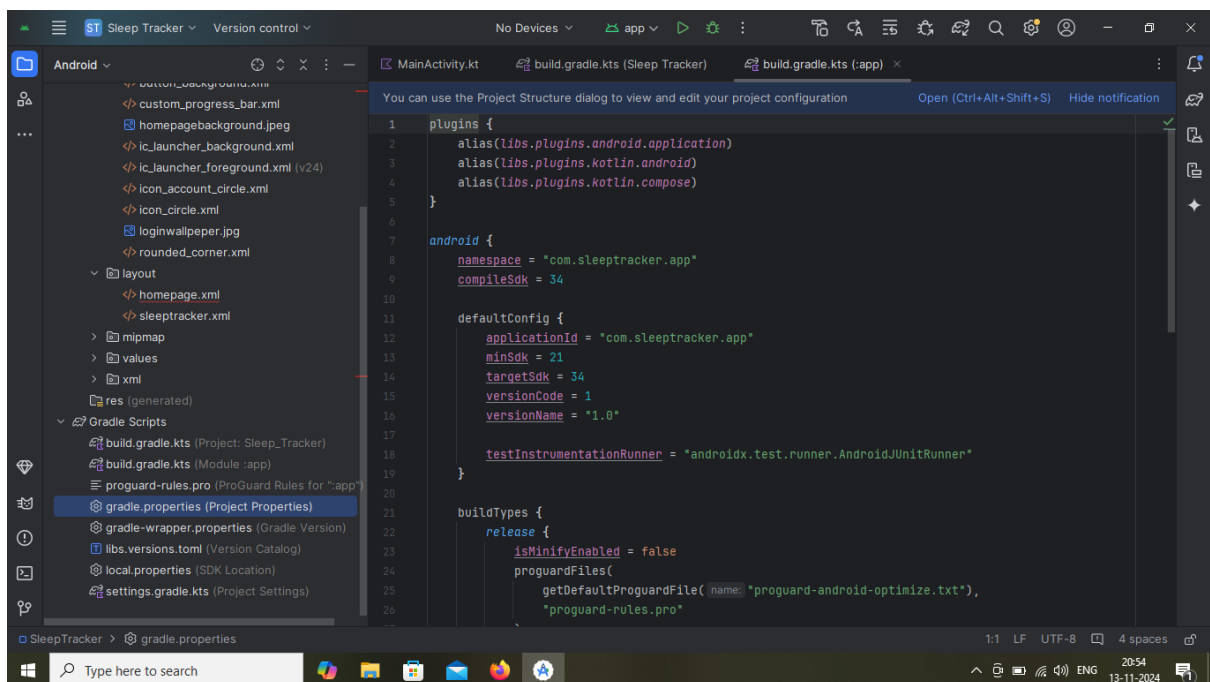 ST Sleep Tracker Version control No Devices app
Android
MainActivity.kt build.gradle.kts (Sleep Tracker) build.gradle.kts (:app)
You can use the Project Structure dialog to view and edit your project configuration Open (Ctrl+Alt+Shift+S) Hide notification
button_background.xml
custom_progress_bar.xml
homepagebackground.jpeg
ic_launcher_background.xml
ic_launcher_foreground.xml (v24)
icon_account_circle.xml
icon_circle.xml
loginwallpeper.jpg
rounded_corner.xml
layout
homepage.xml
sleeptracker.xml
mipmap
values
xml
res (generated)
Gradle Scripts
build.gradle.kts (Project: Sleep_Tracker)
build.gradle.kts (Module :app)
proguard-rules.pro (ProGuard Rules for ":app")
gradle.properties (Project Properties)
gradle-wrapper.properties (Gradle Version)
libs.versions.toml (Version Catalog)
local.properties (SDK Location)
settings.gradle.kts (Project Settings)
1 plugins {
2 alias(libs.plugins.android.application)
3 alias(libs.plugins.kotlin.android)
4 alias(libs.plugins.kotlin.compose)
5 }
6
7 android {
8 namespace = "com.sleeptracker.app"
9 compileSdk = 34
10
11 defaultConfig {
12 applicationId = "com.sleeptracker.app"
13 minSdk = 21
14 targetSdk = 34
15 versionCode = 1
16 versionName = "1.0"
17
18 testInstrumentationRunner = "androidx.test.runner.AndroidJUnitRunner"
19 }
20
21 buildTypes {
22 release {
23 isMinifyEnabled = false
24 proguardFiles(
25 getDefaultProguardFile( name: "proguard-android-optimize.txt"),
26 "proguard-rules.pro"
SleepTracker > gradle.properties 1:1 LF UTF-8 4 spaces
Type here to search ENG 20:54
13-11-2024